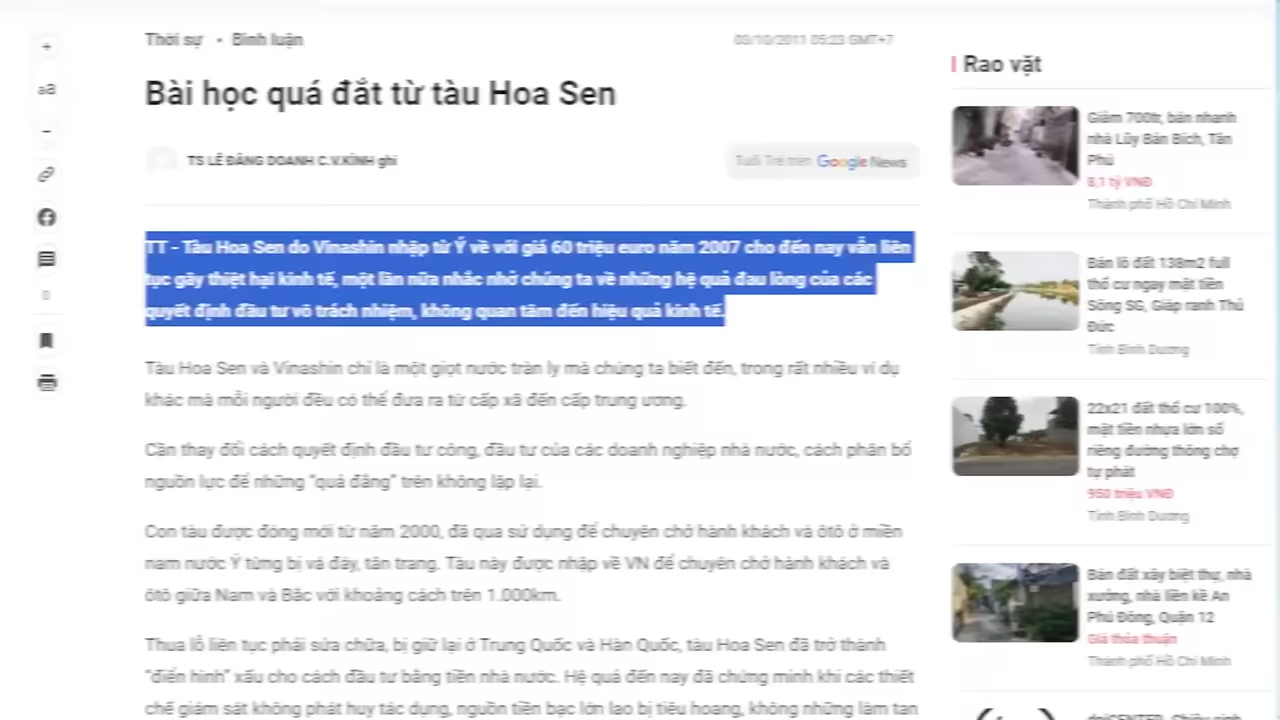 +
aa
-
0
Thời sự • Bình luận
03/10/2011 05:23 GMT+7
Bài học quá đắt từ tàu Hoa Sen
TS LÊ ĐĂNG DOANH C.V.KÌNH ghi
Tuổi Trẻ trên Google News
TT - Tàu Hoa Sen do Vinashin nhập từ Ý về với giá 60 triệu euro năm 2007 cho đến nay vẫn liên
tục gây thiệt hại kinh tế, một lần nữa nhắc nhở chúng ta về những hệ quả đau lòng của các
quyết định đầu tư vô trách nhiệm, không quan tâm đến hiệu quả kinh tế.
Tàu Hoa Sen và Vinashin chỉ là một giọt nước tràn ly mà chúng ta biết đến, trong rất nhiều ví dụ
khác mà mỗi người đều có thể đưa ra từ cấp xã đến cấp trung ương.
Cần thay đổi cách quyết định đầu tư công, đầu tư của các doanh nghiệp nhà nước, cách phân bổ
nguồn lực để những “quả đắng” trên không lặp lại.
Con tàu được đóng mới từ năm 2000, đã qua sử dụng để chuyên chở hành khách và ôtô ở miền
nam nước Ý từng bị vá đáy, tân trang. Tàu này được nhập về VN để chuyên chở hành khách và
ôtô giữa Nam và Bắc với khoảng cách trên 1.000km.
Thua lỗ liên tục phải sửa chữa, bị giữ lại ở Trung Quốc và Hàn Quốc, tàu Hoa Sen đã trở thành
“điển hình” xấu cho cách đầu tư bằng tiền nhà nước. Hệ quả đến nay đã chứng minh khi các thiết
chế giám sát không phát huy tác dụng, nguồn tiền bạc lớn lao bị tiêu hoang, không những làm tan
Rao vặt
Giảm 700tr, bán nhanh
nhà Lũy Bán Bích, Tân
Phú
8,1 tỷ VNĐ
Thành phố Hồ Chí Minh
Bán lô đất 138m2 full
thổ cư ngay mặt tiền
Sông SG, Giáp ranh Thủ
Đức
Tỉnh Bình Dương
22x21 đất thổ cư 100%,
mặt tiền nhựa lớn sổ
riêng đường thông chợ
tự phát
950 triệu VNĐ
Tỉnh Bình Dương
Bán đất xây biệt thự, nhà
xưởng, nhà liền kề An
Phú Đông, Quận 12
Giá thỏa thuận
Thành phố Hồ Chí Minh